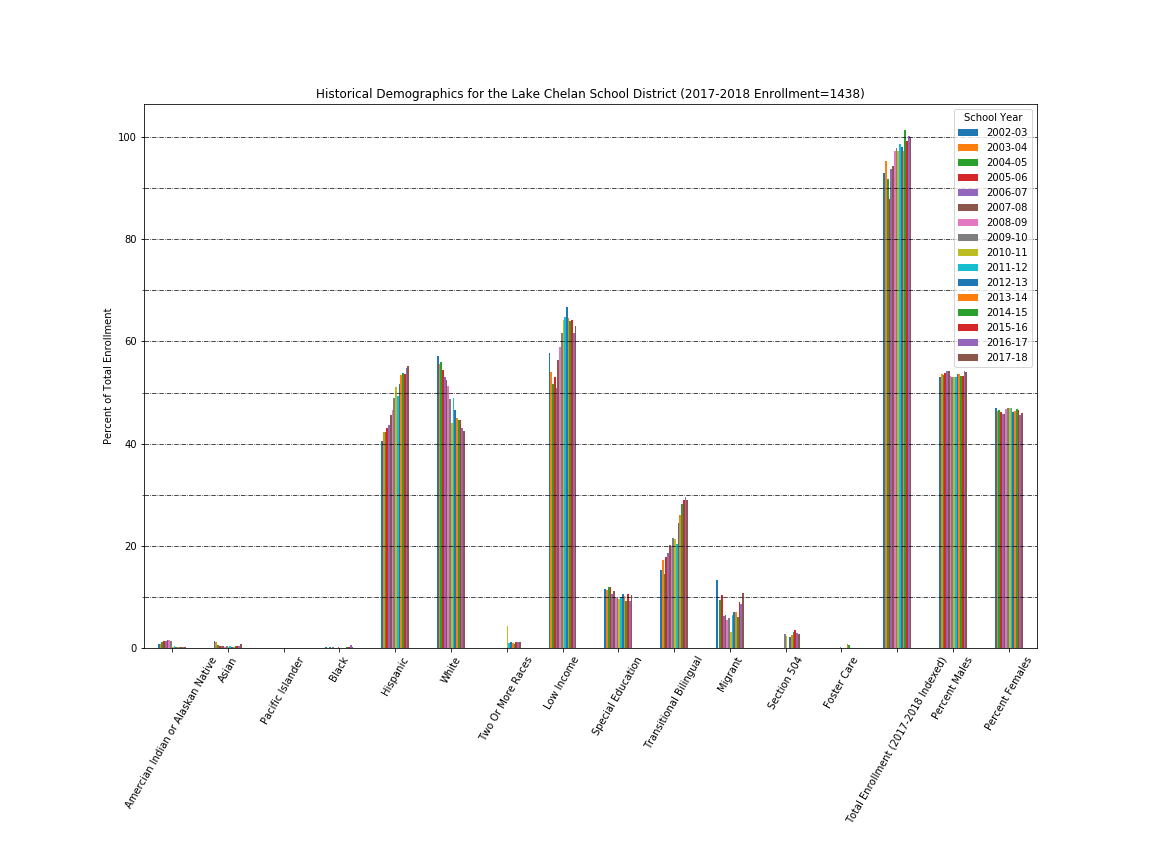 Historical Demographics for the Lake Chelan School District (2017-2018 Enrollment=1438)
Percent of Total Enrollment
100
80
60
40
20
0
School Year
2002-03
2003-04
2004-05
2005-06
2006-07
2007-08
2008-09
2009-10
2010-11
2011-12
2012-13
2013-14
2014-15
2015-16
2016-17
2017-18
Amercian Indian or Alaskan Native
Asian
Pacific Islander
Black
Hispanic
White
Two Or More Races
Low Income
Special Education
Transitional Bilingual
Migrant
Section 504
Foster Care
Total Enrollment (2017-2018 Indexed)
Percent Males
Percent Females